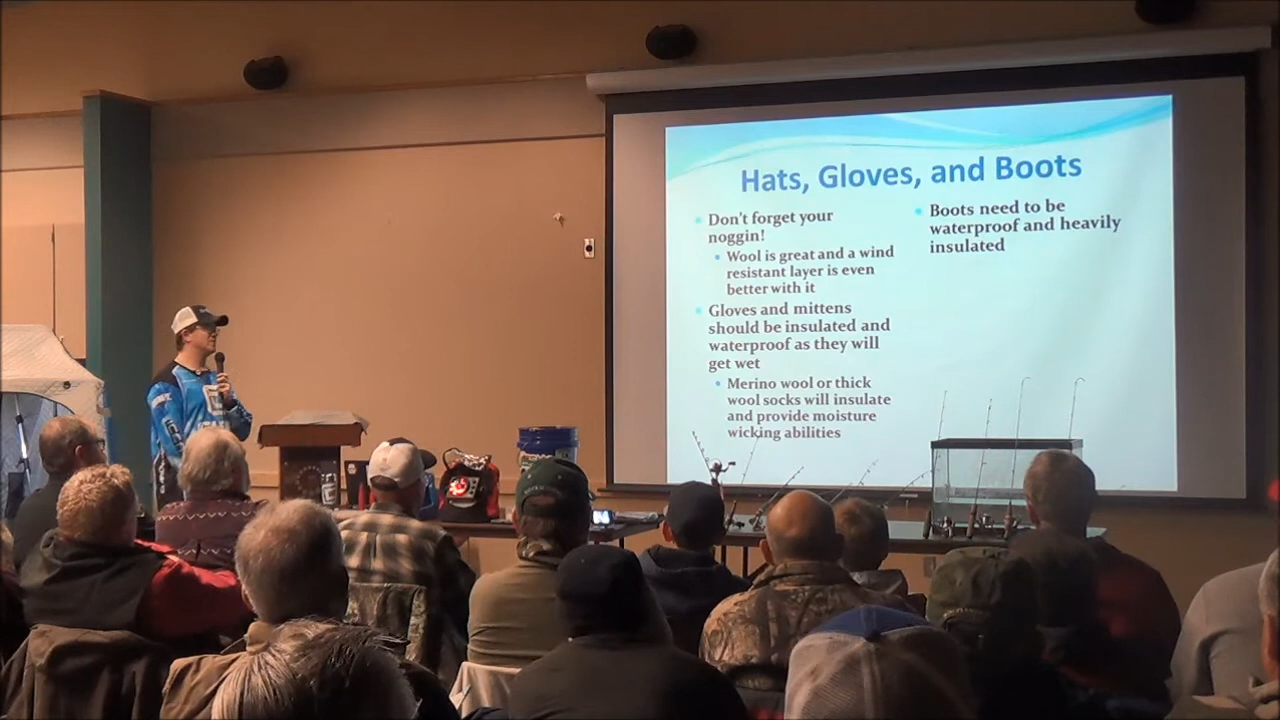 Hats, Gloves, and Boots
Don't forget your
noggin!
Wool is great and a wind
resistant layer is even
better with it
Gloves and mittens
should be insulated and
waterproof as they will
get wet
Merino wool or thick
wool socks will insulate
and provide moisture
wicking abilities
Boots need to be
waterproof and heavily
insulated